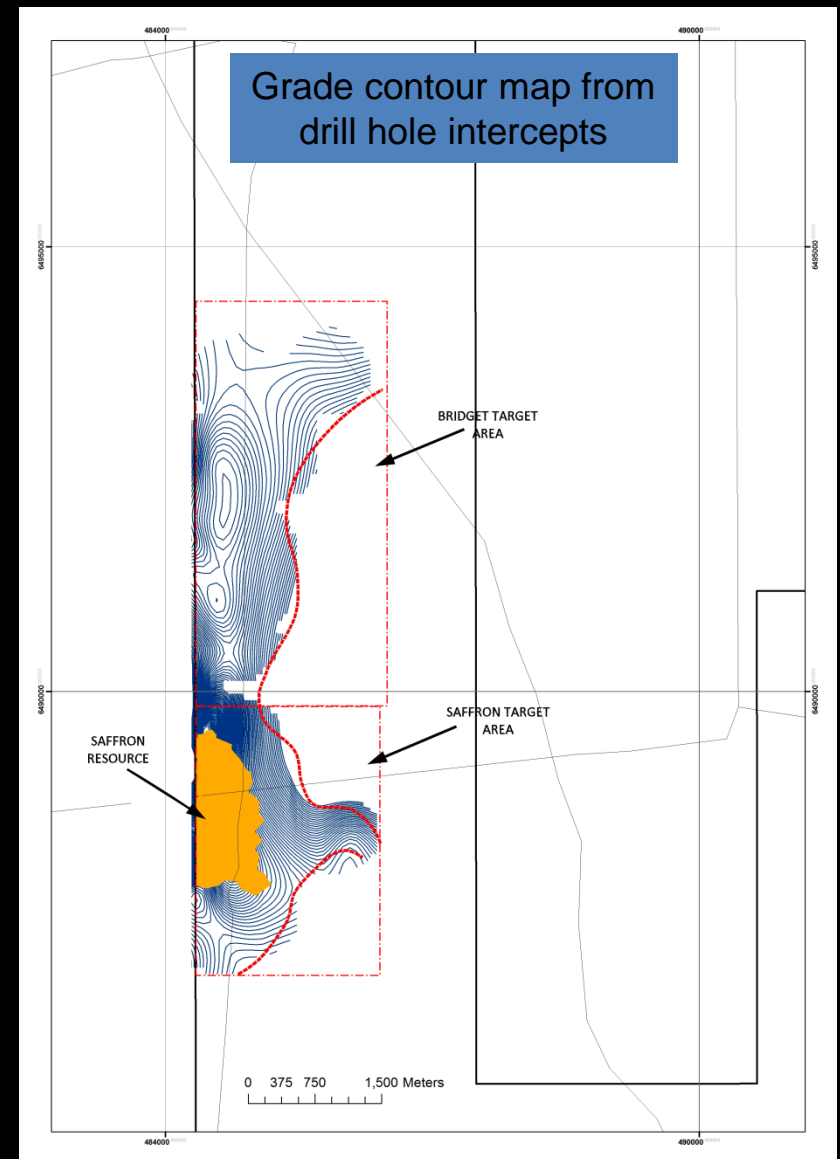 484000
490000
Grade contour map from
drill hole intercepts
6495000
6495000
BRIDGET TARGET
AREA
6490000
6490000
SAFFRON TARGET
AREA
SAFFRON
RESOURCE
0 375 750 1,500 Meters
484000
490000